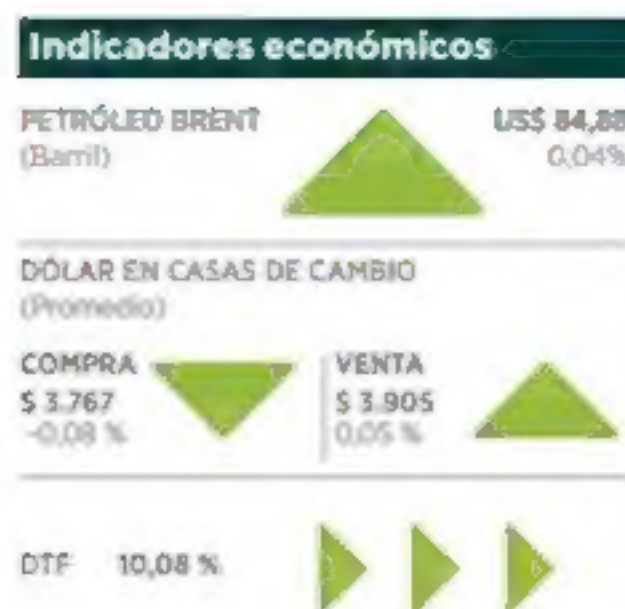 Indicadores económicos
PETRÓLEO BRENT
(Barril)
US$ 84,88
0,04%
DÓLAR EN CASAS DE CAMBIO
(Promedio)
COMPRA
$ 3.767
-0,08 %
VENTA
$ 3.905
0,05 %
DTF 10,08 %